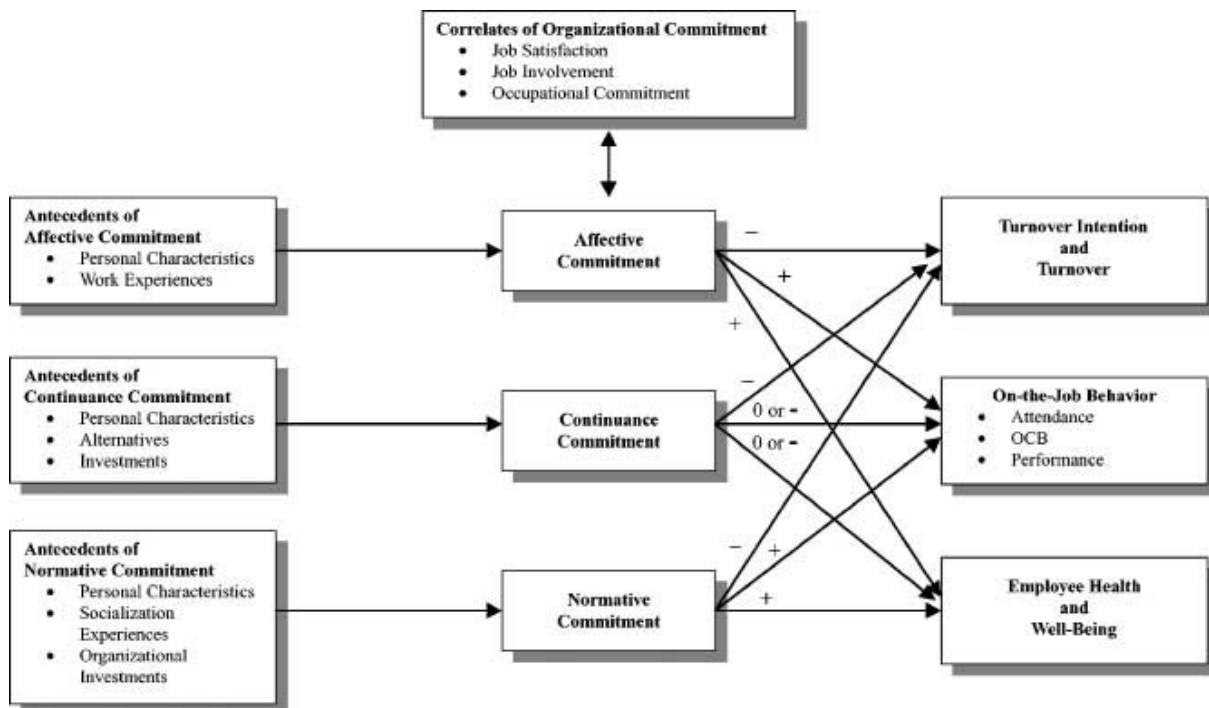 Correlates of Organizational Commitment
• Job Satisfaction
• Job Involvement
• Occupational Commitment
Antecedents of
Affective Commitment
• Personal Characteristics
• Work Experiences
Affective
Commitment
Turnover Intention
and
Turnover
−
+
+
Antecedents of
Continuance Commitment
• Personal Characteristics
• Alternatives
• Investments
Continuance
Commitment
−
0 or -
0 or -
On-the-Job Behavior
• Attendance
• OCB
• Performance
Antecedents of
Normative Commitment
• Personal Characteristics
• Socialization
Experiences
• Organizational
Investments
Normative
Commitment
−
+
+
Employee Health
and
Well-Being